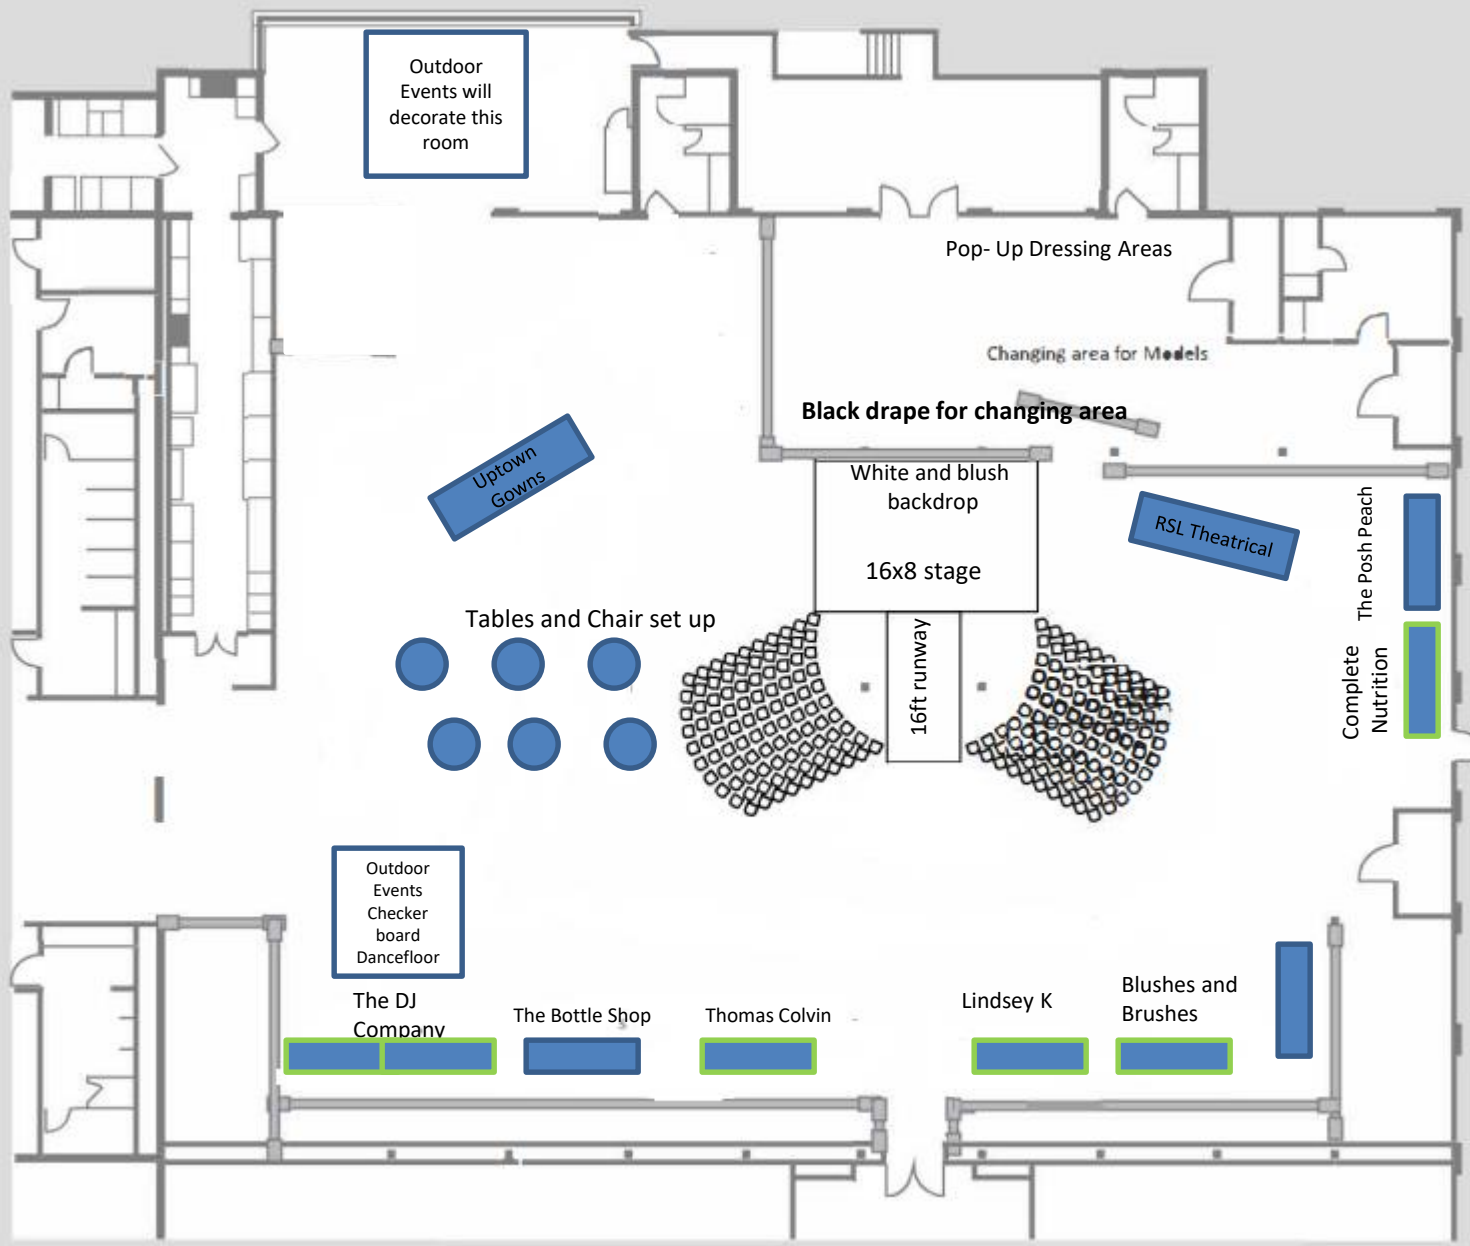 Outdoor
Events will
decorate this
room
Pop- Up Dressing Areas
Changing area for Models
Black drape for changing area
Uptown
Gowns
White and blush
backdrop
16x8 stage
RSL Theatrical
The Posh Peach
Tables and Chair set up
16ft runway
Complete
Nutrition
Outdoor
Events
Checker
board
Dancefloor
The DJ
Company
The Bottle Shop
Thomas Colvin
Lindsey K
Blushes and
Brushes